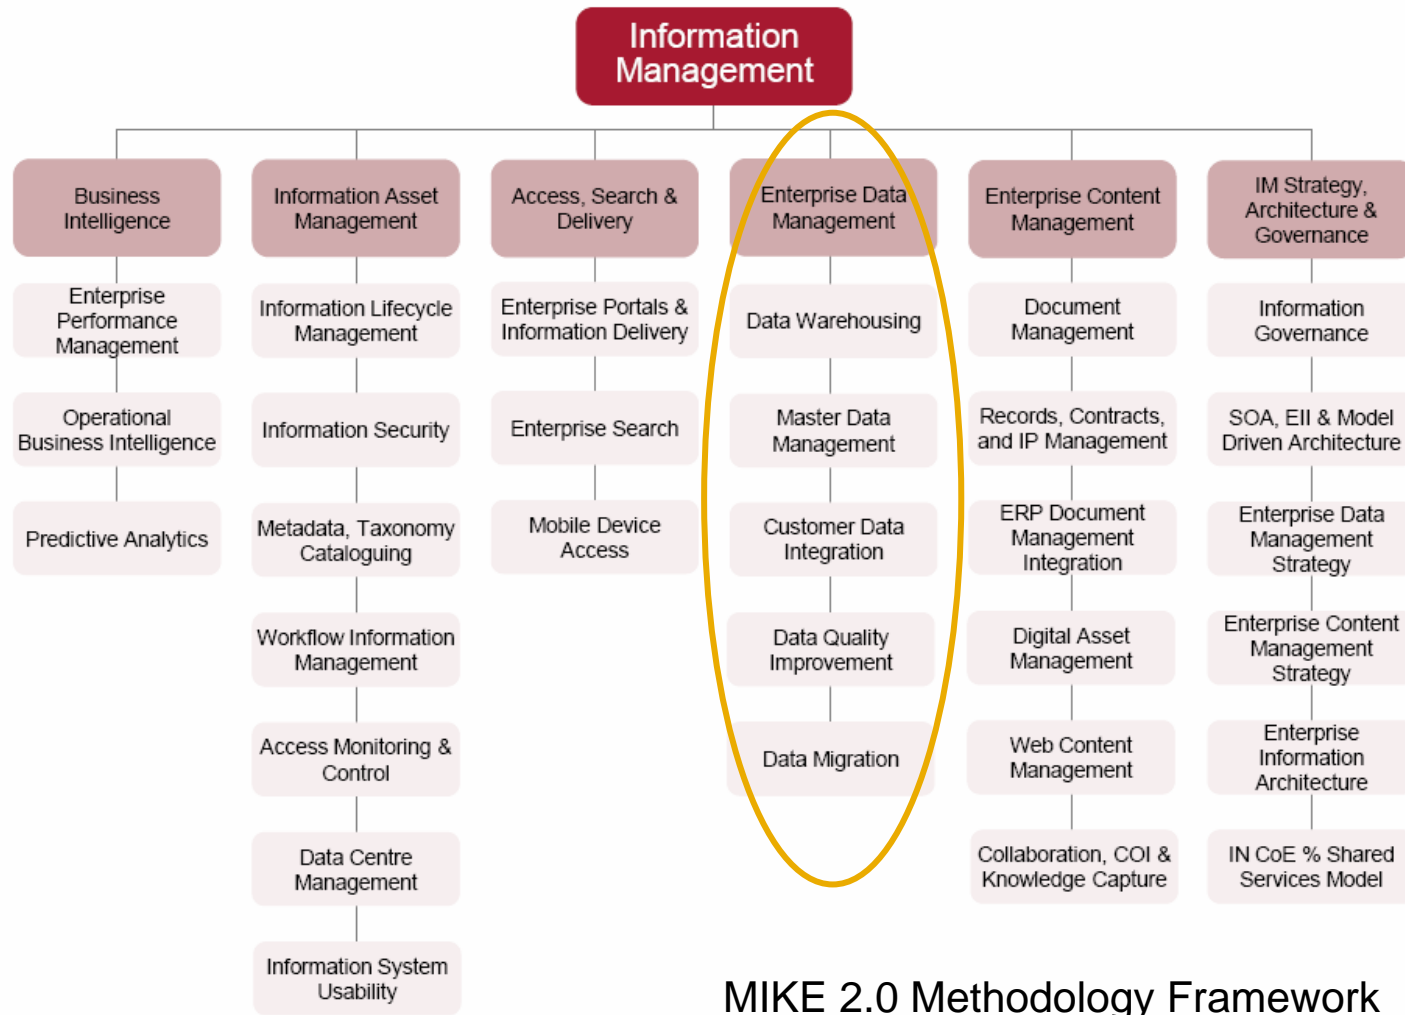 Information
Management
Business
Intelligence
Enterprise
Performance
Management
Operational
Business Intelligence
Predictive Analytics
Information Asset
Management
Information Lifecycle
Management
Information Security
Metadata, Taxonomy
Cataloguing
Workflow Information
Management
Access Monitoring &
Control
Data Centre
Management
Information System
Usability
Access, Search &
Delivery
Enterprise Portals &
Information Delivery
Enterprise Search
Mobile Device
Access
Enterprise Data
Management
Data Warehousing
Master Data
Management
Customer Data
Integration
Data Quality
Improvement
Data Migration
Enterprise Content
Management
Document
Management
Records, Contracts,
and IP Management
ERP Document
Management
Integration
Digital Asset
Management
Web Content
Management
Collaboration, COI &
Knowledge Capture
IM Strategy,
Architecture &
Governance
Information
Governance
SOA, EII & Model
Driven Architecture
Enterprise Data
Management
Strategy
Enterprise Content
Management
Strategy
Enterprise
Information
Architecture
IN CoE % Shared
Services Model
MIKE 2.0 Methodology Framework